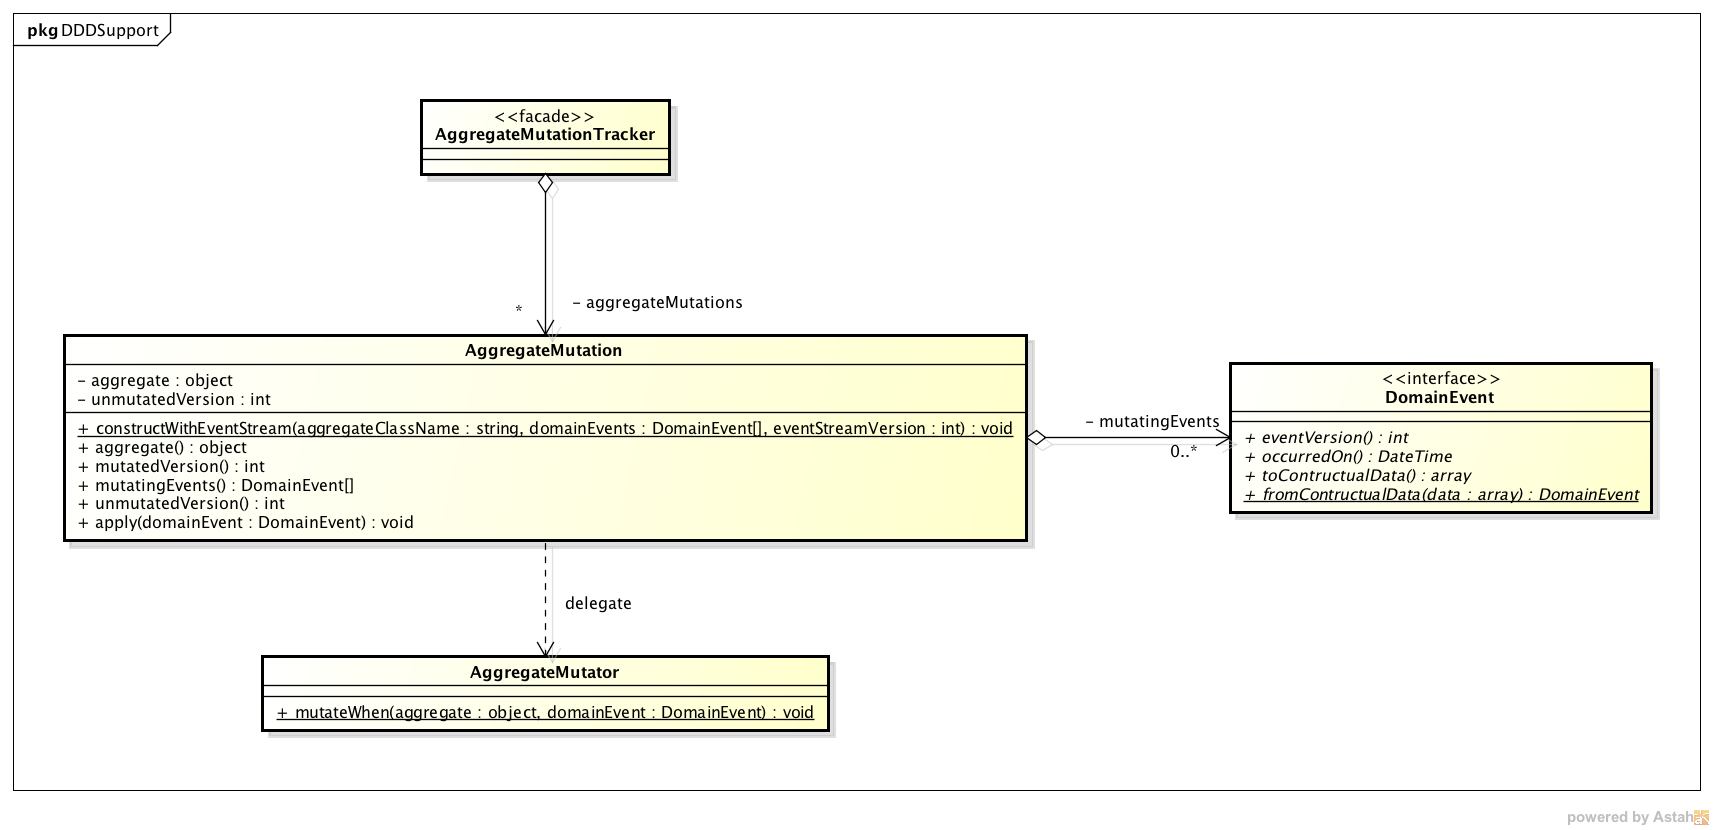 pkg DDDSupport
<<facade>>
AggregateMutationTracker
- aggregateMutations
*
AggregateMutation
- aggregate : object
- unmutatedVersion : int
+ constructWithEventStream(aggregateClassName : string, domainEvents : DomainEvent[], eventStreamVersion : int) : void
+ aggregate() : object
+ mutatedVersion() : int
+ mutatingEvents() : DomainEvent[]
+ unmutatedVersion() : int
+ apply(domainEvent : DomainEvent) : void
- mutatingEvents
0..*
<<interface>>
DomainEvent
+ eventVersion() : int
+ occurredOn() : DateTime
+ toContructualData() : array
+ fromContructualData(data : array) : DomainEvent
delegate
AggregateMutator
+ mutateWhen(aggregate : object, domainEvent : DomainEvent) : void
powered by Astah